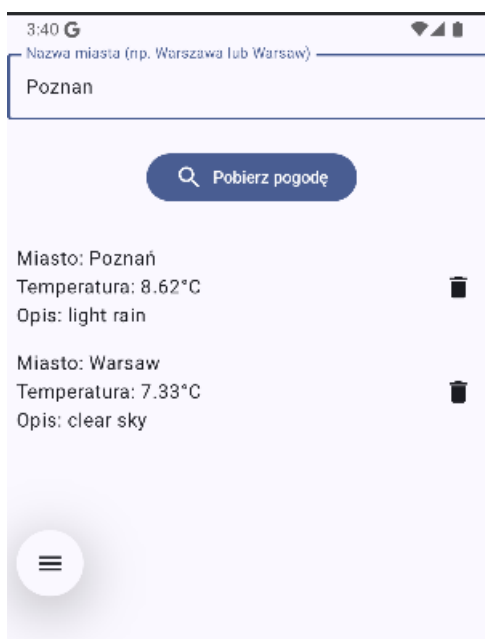 3:40 G
Nazwa miasta (np. Warszawa lub Warsaw)
Poznan
Pobierz pogodę
Miasto: Poznań
Temperatura: 8.62°C
Opis: light rain
Miasto: Warsaw
Temperatura: 7.33°C
Opis: clear sky